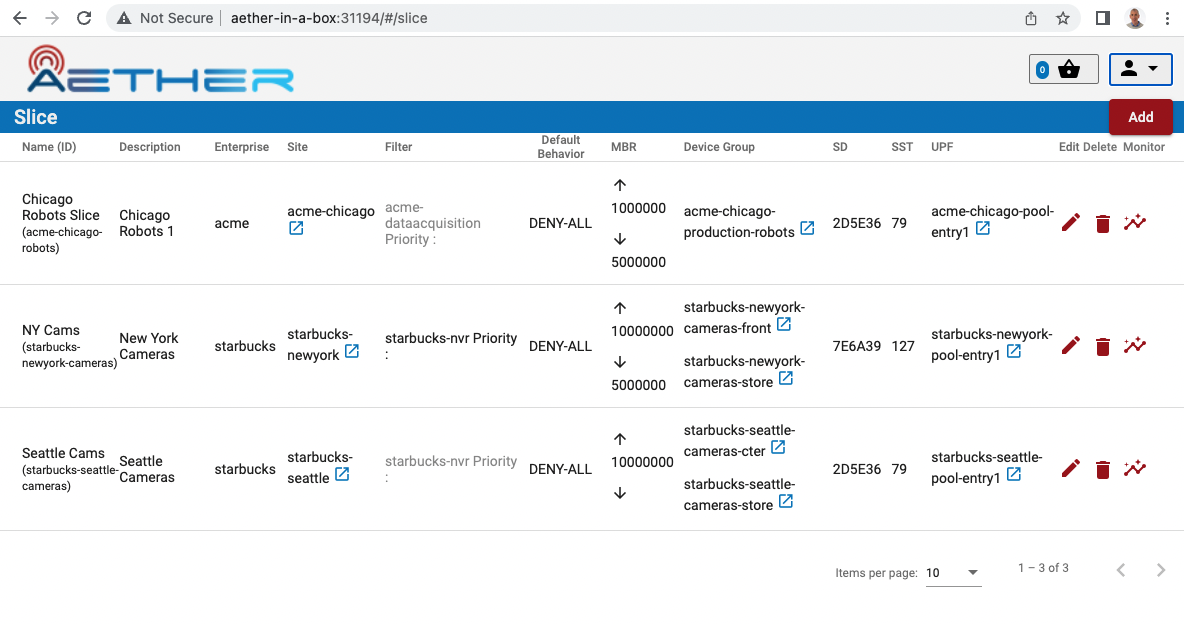 Not Secure aether-in-a-box:31194/#/slice
AETHER
0
Slice
Add
Name (ID) Description Enterprise Site Filter Default Behavior MBR Device Group SD SST UPF Edit Delete Monitor
Chicago
Robots Slice
(acme-chicago-
robots)
Chicago
Robots 1
acme
acme-chicago
acme-
dataacquisition
Priority :
DENY-ALL
1000000
5000000
acme-chicago-
production-robots
2D5E36
79
acme-chicago-pool-
entry1
NY Cams
(starbucks-
newyork-cameras)
New York
Cameras
starbucks
starbucks-
newyork
starbucks-nvr Priority
:
DENY-ALL
10000000
5000000
starbucks-newyork-
cameras-front
starbucks-newyork-
cameras-store
7E6A39
127
starbucks-newyork-
pool-entry1
Seattle Cams
(starbucks-seattle-
cameras)
Seattle
Cameras
starbucks
starbucks-
seattle
starbucks-nvr Priority
:
DENY-ALL
10000000
starbucks-seattle-
cameras-cter
starbucks-seattle-
cameras-store
2D5E36
79
starbucks-seattle-
pool-entry1
Items per page: 10 1 – 3 of 3